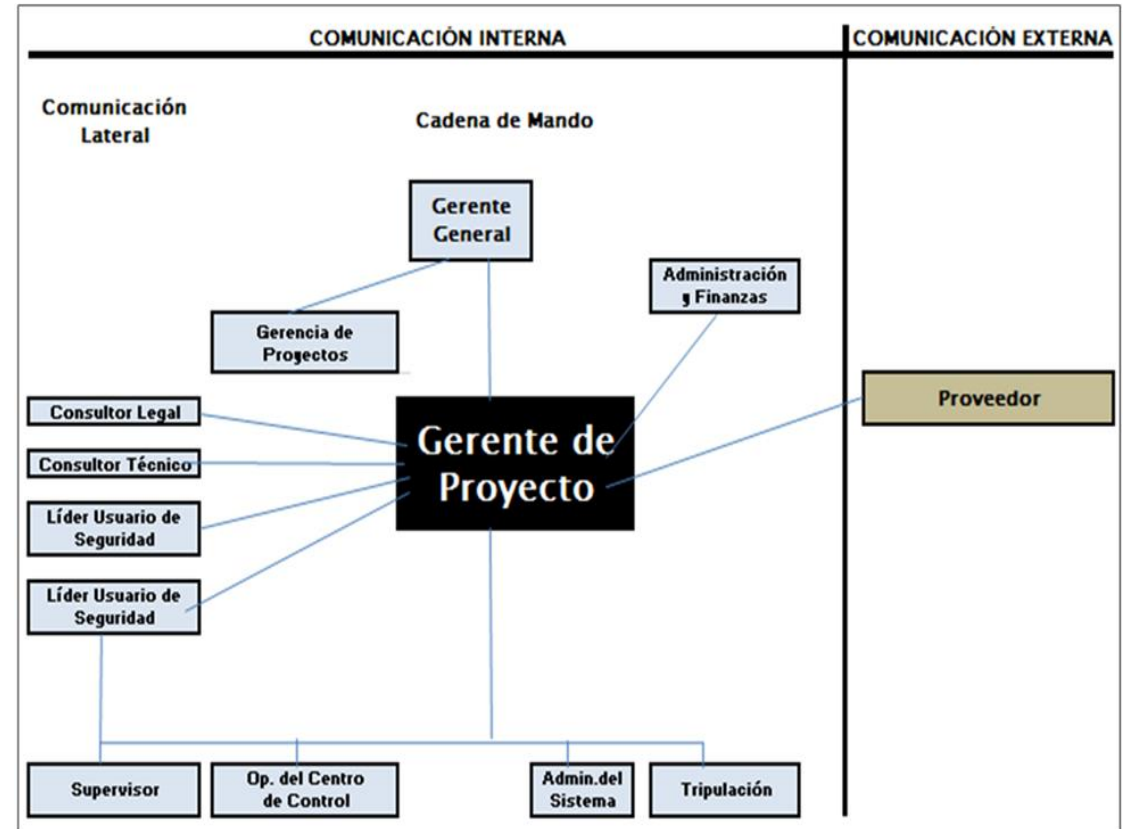 COMUNICACIÓN INTERNA
COMUNICACIÓN EXTERNA
Comunicación
Lateral
Cadena de Mando
Gerente
General
Administración
y Finanzas
Gerencia de
Proyectos
Consultor Legal
Gerente de
Proyecto
Proveedor
Consultor Técnico
Líder Usuario de
Seguridad
Líder Usuario de
Seguridad
Supervisor
Op. del Centro
de Control
Admin.del
Sistema
Tripulación